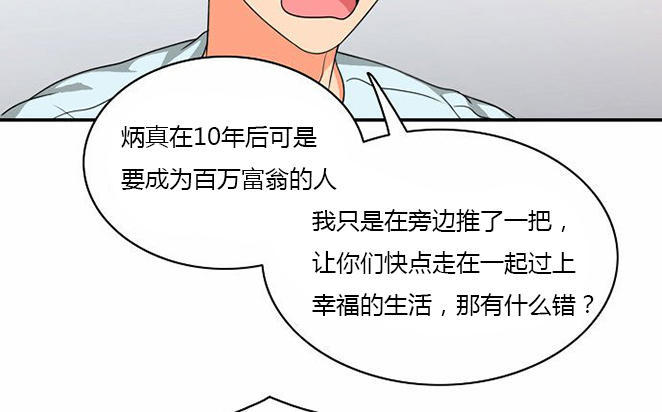 炳真在10年后可是
要成为百万富翁的人
我只是在旁边推了一把，
让你们快点走在一起过上
幸福的生活，那有什么错？